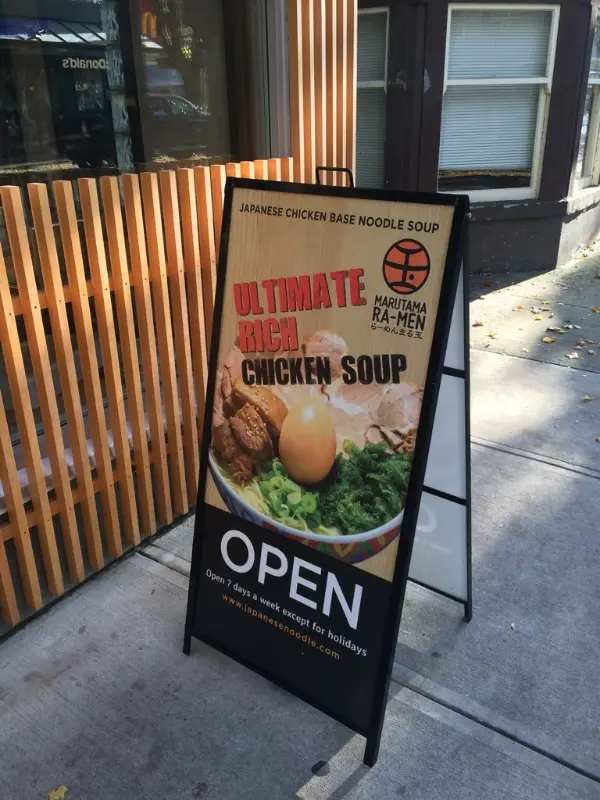 Donald's
JAPANESE CHICKEN BASE NOODLE SOUP
MARUTAMA
RA-MEN
らーめんまる玉
ULTIMATE
RICH
CHICKEN SOUP
OPEN
Open 7 days a week except for holidays
www.japanesenoodle.com